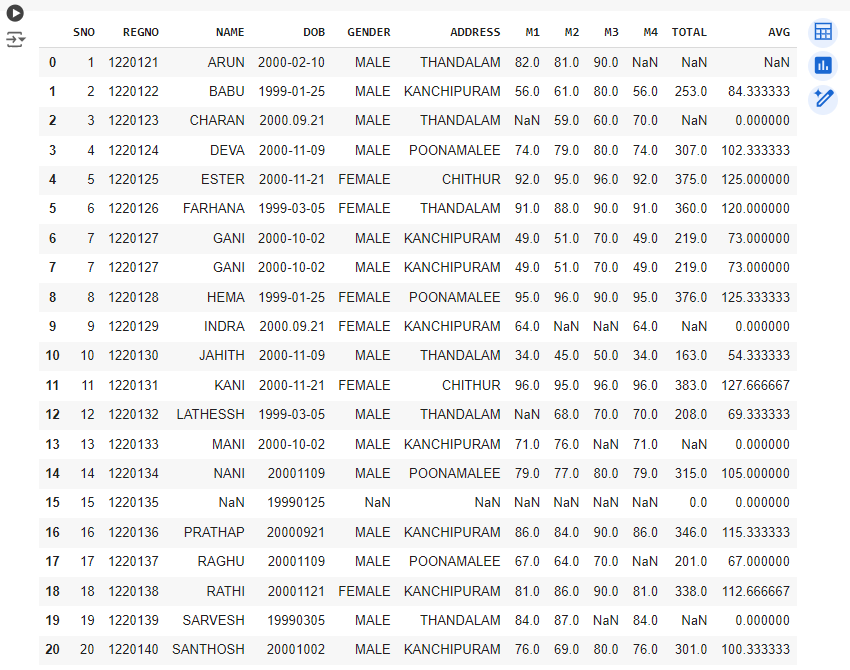 SNO REGNO NAME DOB GENDER ADDRESS M1 M2 M3 M4 TOTAL AVG
0 1 1220121 ARUN 2000-02-10 MALE THANDALAM 82.0 81.0 90.0 NaN NaN NaN
1 2 1220122 BABU 1999-01-25 MALE KANCHIPURAM 56.0 61.0 80.0 56.0 253.0 84.333333
2 3 1220123 CHARAN 2000.09.21 MALE THANDALAM NaN 59.0 60.0 70.0 NaN 0.000000
3 4 1220124 DEVA 2000-11-09 MALE POONAMALEE 74.0 79.0 80.0 74.0 307.0 102.333333
4 5 1220125 ESTER 2000-11-21 FEMALE CHITHUR 92.0 95.0 96.0 92.0 375.0 125.000000
5 6 1220126 FARHANA 1999-03-05 FEMALE THANDALAM 91.0 88.0 90.0 91.0 360.0 120.000000
6 7 1220127 GANI 2000-10-02 MALE KANCHIPURAM 49.0 51.0 70.0 49.0 219.0 73.000000
7 7 1220127 GANI 2000-10-02 MALE KANCHIPURAM 49.0 51.0 70.0 49.0 219.0 73.000000
8 8 1220128 HEMA 1999-01-25 FEMALE POONAMALEE 95.0 96.0 90.0 95.0 376.0 125.333333
9 9 1220129 INDRA 2000.09.21 FEMALE KANCHIPURAM 64.0 NaN NaN 64.0 NaN 0.000000
10 10 1220130 JAHITH 2000-11-09 MALE THANDALAM 34.0 45.0 50.0 34.0 163.0 54.333333
11 11 1220131 KANI 2000-11-21 FEMALE CHITHUR 96.0 95.0 96.0 96.0 383.0 127.666667
12 12 1220132 LATHESSH 1999-03-05 MALE THANDALAM NaN 68.0 70.0 70.0 208.0 69.333333
13 13 1220133 MANI 2000-10-02 MALE KANCHIPURAM 71.0 76.0 NaN 71.0 NaN 0.000000
14 14 1220134 NANI 20001109 MALE POONAMALEE 79.0 77.0 80.0 79.0 315.0 105.000000
15 15 1220135 NaN 19990125 NaN NaN NaN NaN NaN NaN 0.0 0.000000
16 16 1220136 PRATHAP 20000921 MALE KANCHIPURAM 86.0 84.0 90.0 86.0 346.0 115.333333
17 17 1220137 RAGHU 20001109 MALE POONAMALEE 67.0 64.0 70.0 NaN 201.0 67.000000
18 18 1220138 RATHI 20001121 FEMALE KANCHIPURAM 81.0 86.0 90.0 81.0 338.0 112.666667
19 19 1220139 SARVESH 19990305 MALE THANDALAM 84.0 87.0 NaN 84.0 NaN 0.000000
20 20 1220140 SANTHOSH 20001002 MALE KANCHIPURAM 76.0 69.0 80.0 76.0 301.0 100.333333